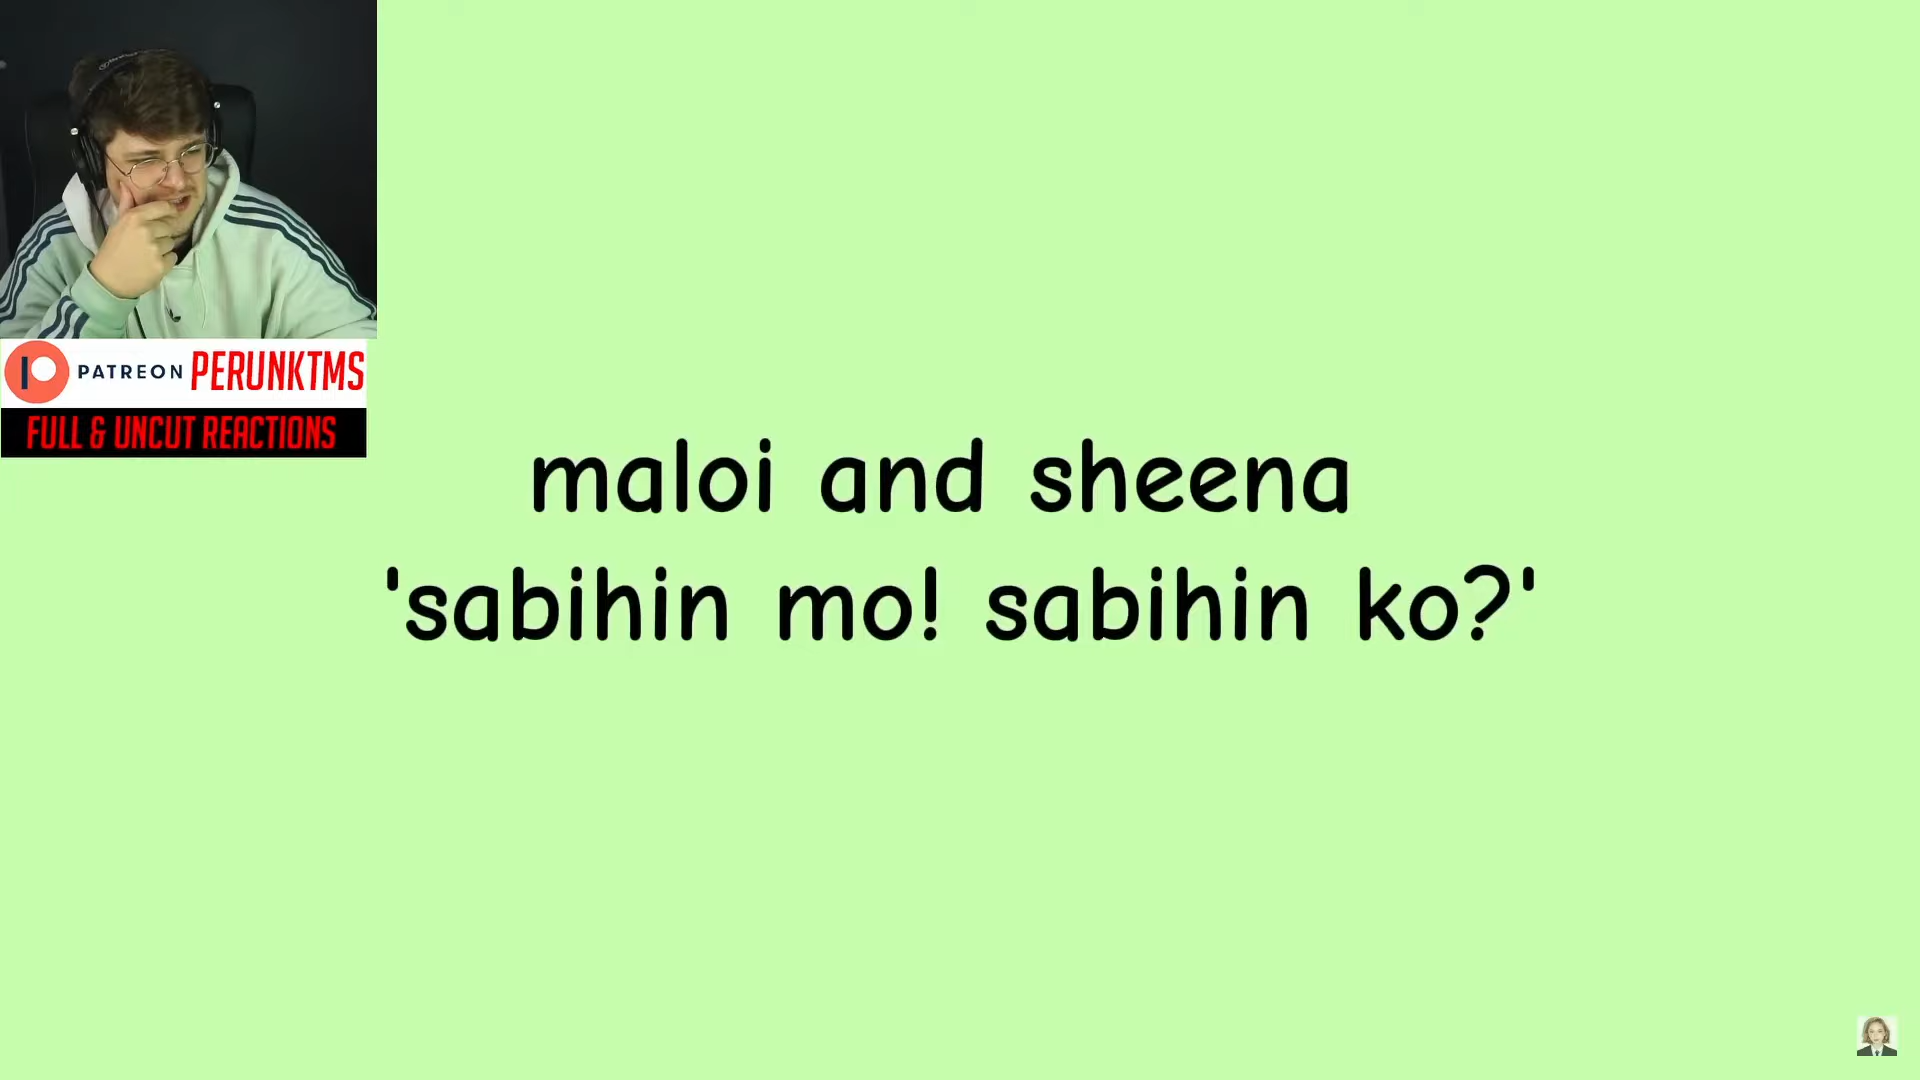 PATREON PERUNKTMS
FULL & UNCUT REACTIONS
maloi and sheena
'sabihin mo! sabihin ko?'